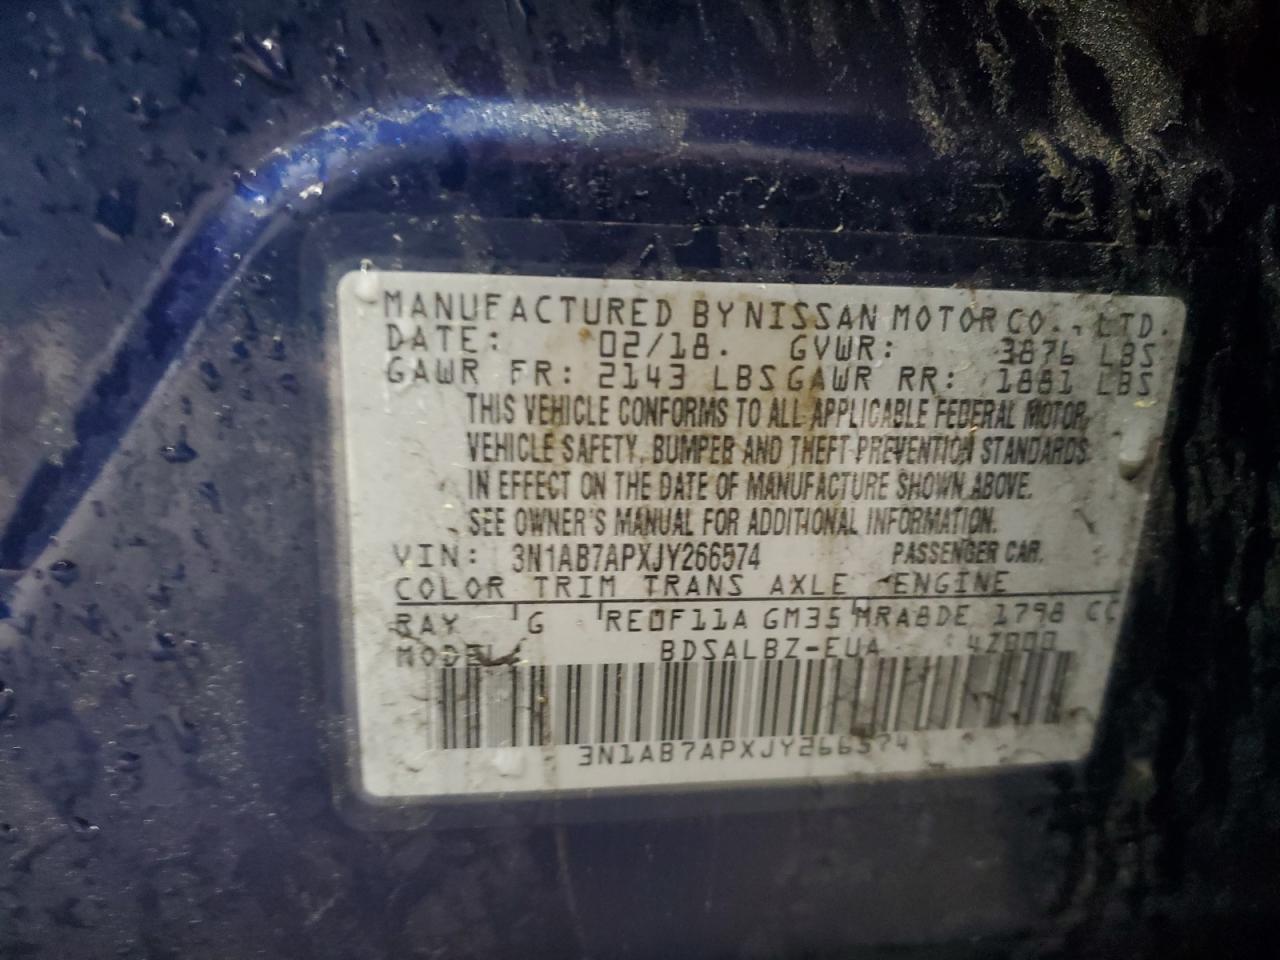 MANUFACTURED BY NISSAN MOTOR CO., LTD.
DATE: 02/18. GVWR: 3876 LBS
GAWR FR: 2143 LBS GAWR RR: 1881 LBS
THIS VEHICLE CONFORMS TO ALL APPLICABLE FEDERAL MOTOR
VEHICLE SAFETY, BUMPER AND THEFT PREVENTION STANDARDS
IN EFFECT ON THE DATE OF MANUFACTURE SHOWN ABOVE.
SEE OWNER'S MANUAL FOR ADDITIONAL INFORMATION.
VIN: 3N1AB7APXJY266574 PASSENGER CAR.
COLOR TRIM TRANS AXLE ENGINE
RAY G RE0F11A GM35 MRA8DE 1798 CC
MODEL BDSALBZ-EUA
3N1AB7APXJY266574